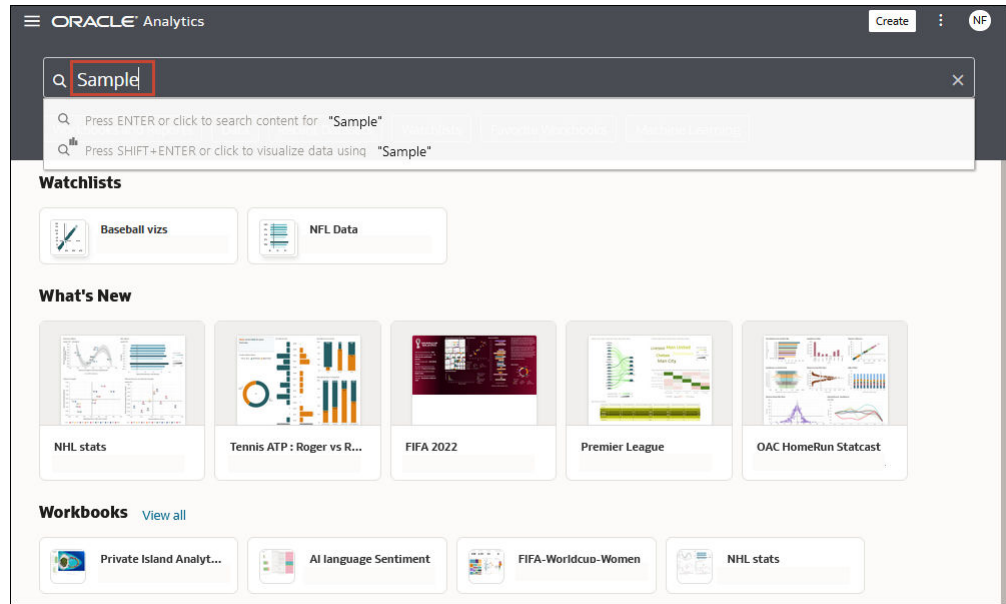 ORACLE Analytics Create NF
Sample
Press ENTER or click to search content for "Sample"
Press SHIFT+ENTER or click to visualize data using "Sample"
Watchlists
Baseball vizs NFL Data
What's New
NHL stats Tennis ATP : Roger vs R... FIFA 2022 Premier League OAC HomeRun Statcast
Workbooks View all
Private Island Analyt... AI language Sentiment FIFA-Worldcup-Women NHL stats